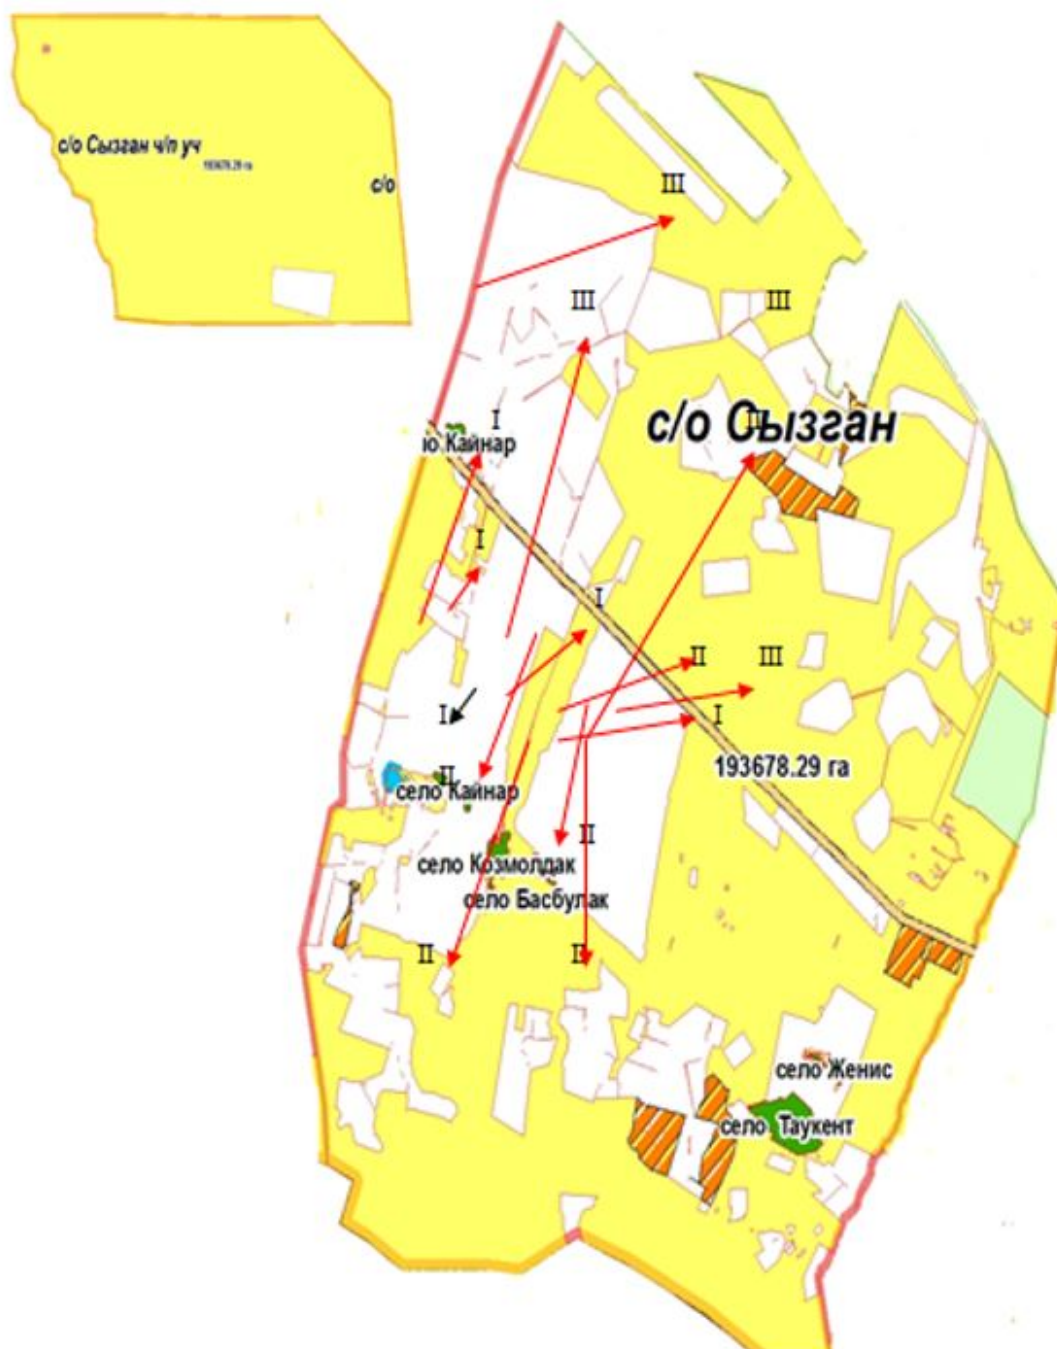 с/о Сызган ч/п уч
193678.29 га
с/о
III
III
III
I
с/о Сызган
II
ю Кайнар
I
I
II
III
I
I
193678.29 га
II
село Кайнар
II
село Козмолдак
село Басбулак
II
II
село Женис
село Таукент